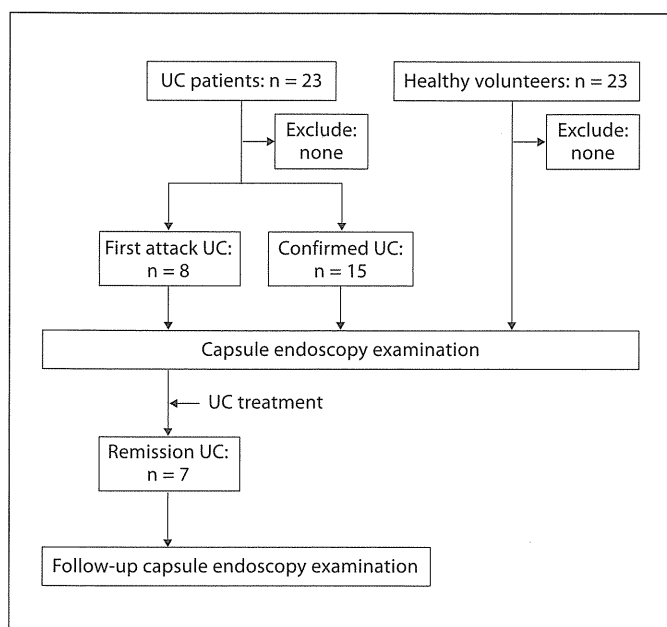 UC patients: n = 23
Healthy volunteers: n = 23
Exclude:
none
Exclude:
none
First attack UC:
n = 8
Confirmed UC:
n = 15
Capsule endoscopy examination
UC treatment
Remission UC:
n = 7
Follow-up capsule endoscopy examination